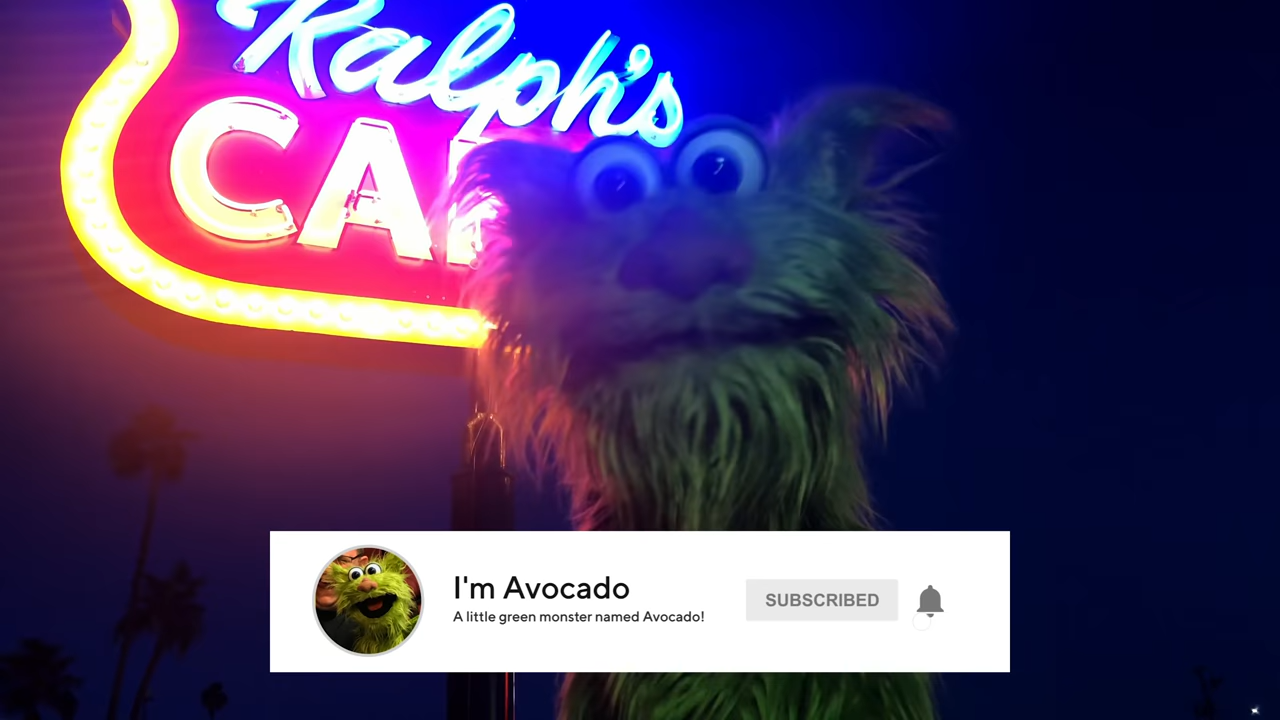 Ralph's
CA
I'm Avocado
A little green monster named Avocado!
SUBSCRIBED